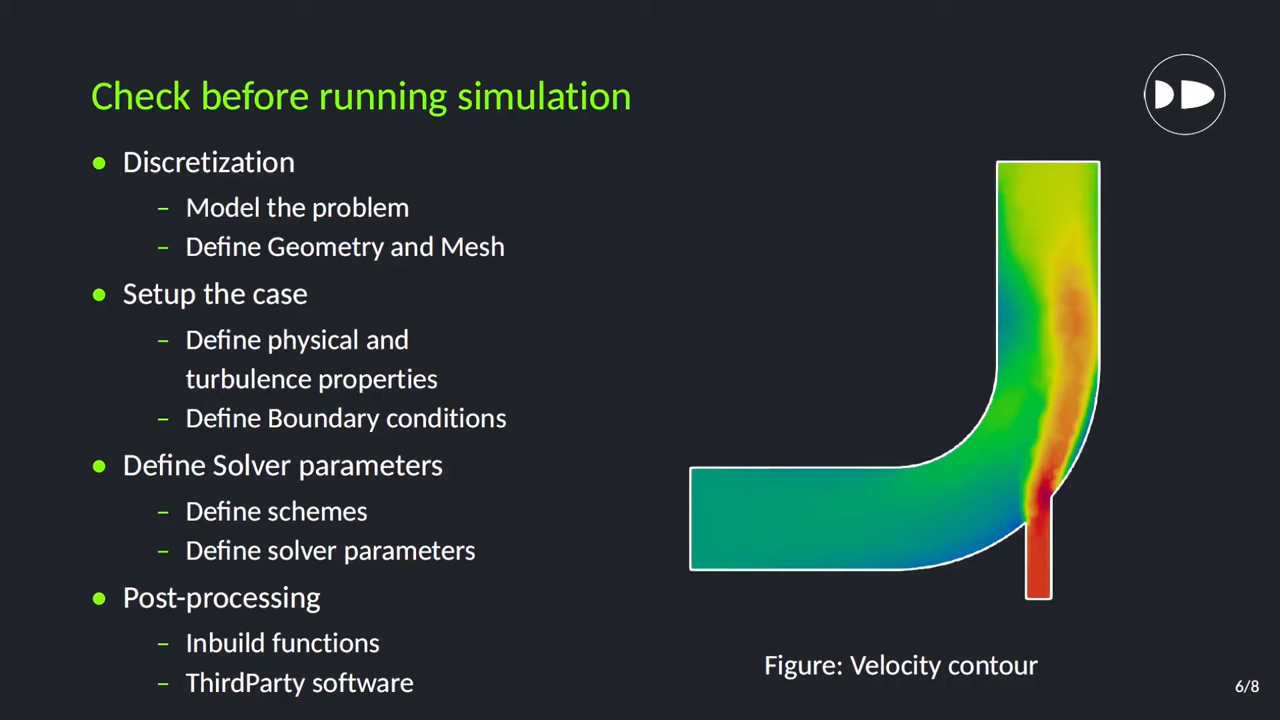 Check before running simulation
● Discretization
– Model the problem
– Define Geometry and Mesh
● Setup the case
– Define physical and
turbulence properties
– Define Boundary conditions
● Define Solver parameters
– Define schemes
– Define solver parameters
● Post-processing
– Inbuild functions
– ThirdParty software
Figure: Velocity contour
6/8